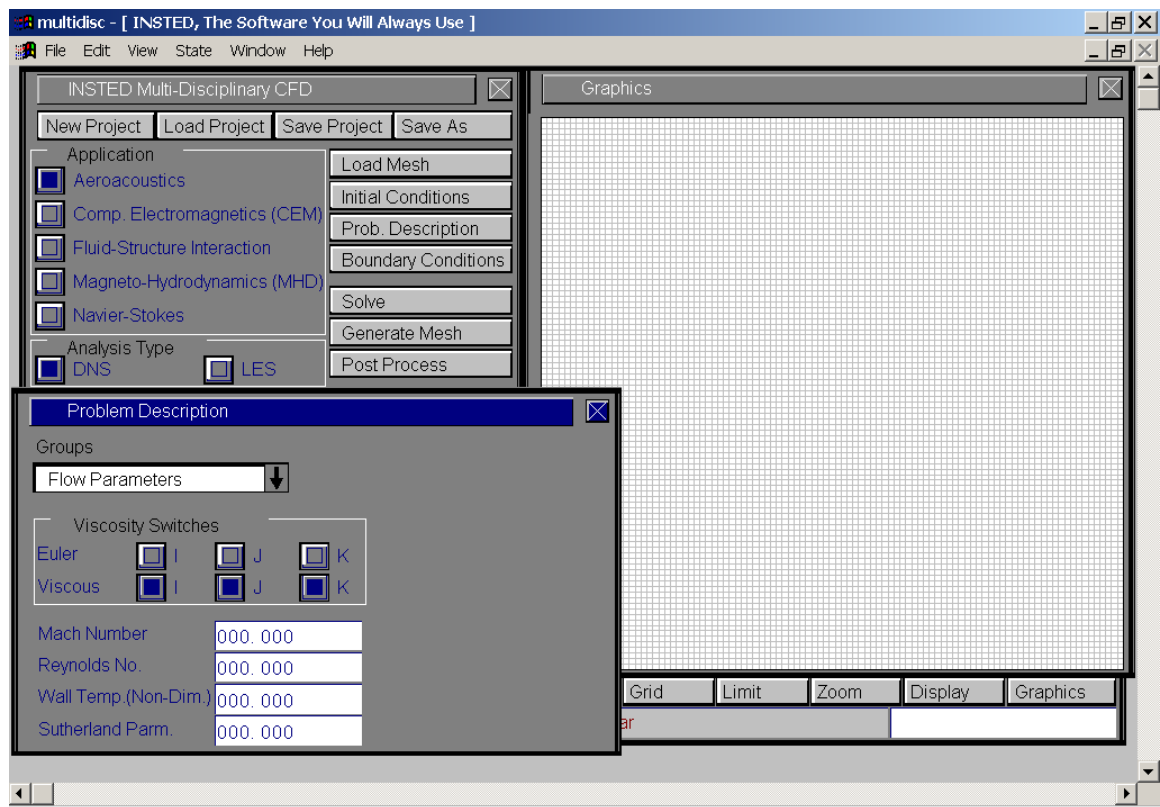 multidisc - [ INSTED, The Software You Will Always Use ]
File Edit View State Window Help
INSTED Multi-Disciplinary CFD
Graphics
New Project Load Project Save Project Save As
Application
Aeroacoustics
Comp. Electromagnetics (CEM)
Fluid-Structure Interaction
Magneto-Hydrodynamics (MHD)
Navier-Stokes
Analysis Type
DNS LES
Load Mesh
Initial Conditions
Prob. Description
Boundary Conditions
Solve
Generate Mesh
Post Process
Problem Description
Groups
Flow Parameters
Viscosity Switches
Euler I J K
Viscous I J K
Mach Number 000. 000
Reynolds No. 000. 000
Wall Temp.(Non-Dim.) 000. 000
Sutherland Parm. 000. 000
Grid Limit Zoom Display Graphics
ar